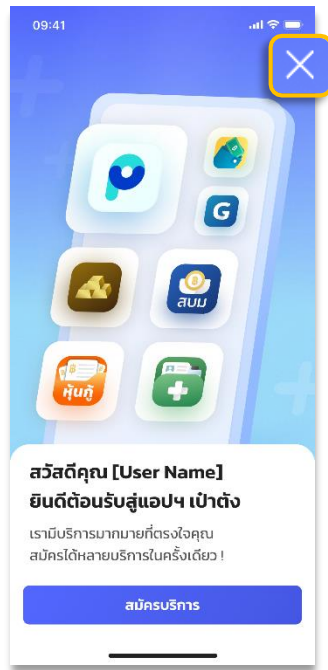 09:41
G
สบม
หุ้นกู้
สวัสดีคุณ [User Name]
ยินดีต้อนรับสู่แอปฯ เป๋าตัง
เรามีบริการมากมายที่ตรงใจคุณ
สมัครได้หลายบริการในครั้งเดียว !
สมัครบริการ